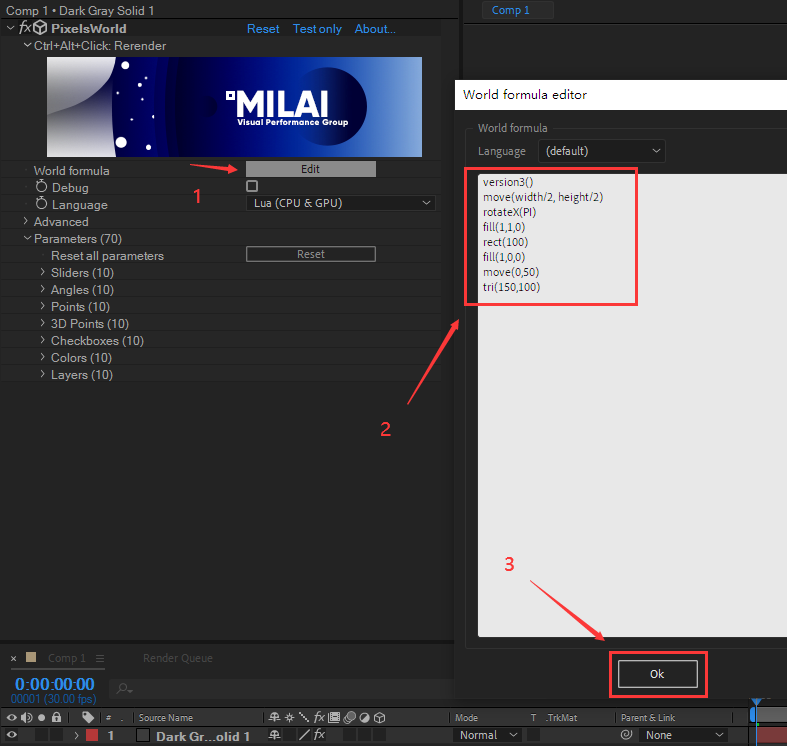 Comp 1 • Dark Gray Solid 1
fx PixelsWorld
Reset
Test only
About...
Ctrl+Alt+Click: Rerender
MILAI
Visual Performance Group
World formula
Edit
1
Debug
Language
Lua (CPU & GPU)
Advanced
Parameters (70)
Reset all parameters
Reset
Sliders (10)
Angles (10)
Points (10)
3D Points (10)
Checkboxes (10)
Colors (10)
Layers (10)
Comp 1
World formula editor
World formula
Language
(default)
version3()
move(width/2, height/2)
rotateX(PI)
fill(1,1,0)
rect(100)
fill(1,0,0)
move(0,50)
tri(150,100)
2
3
Ok
× Comp 1
Render Queue
0:00:00:00
00001 (30.00 fps)
# . Source Name
fx
Mode
T .TrkMat
Parent & Link
1 Dark Gr...olid 1
fx
Normal
None